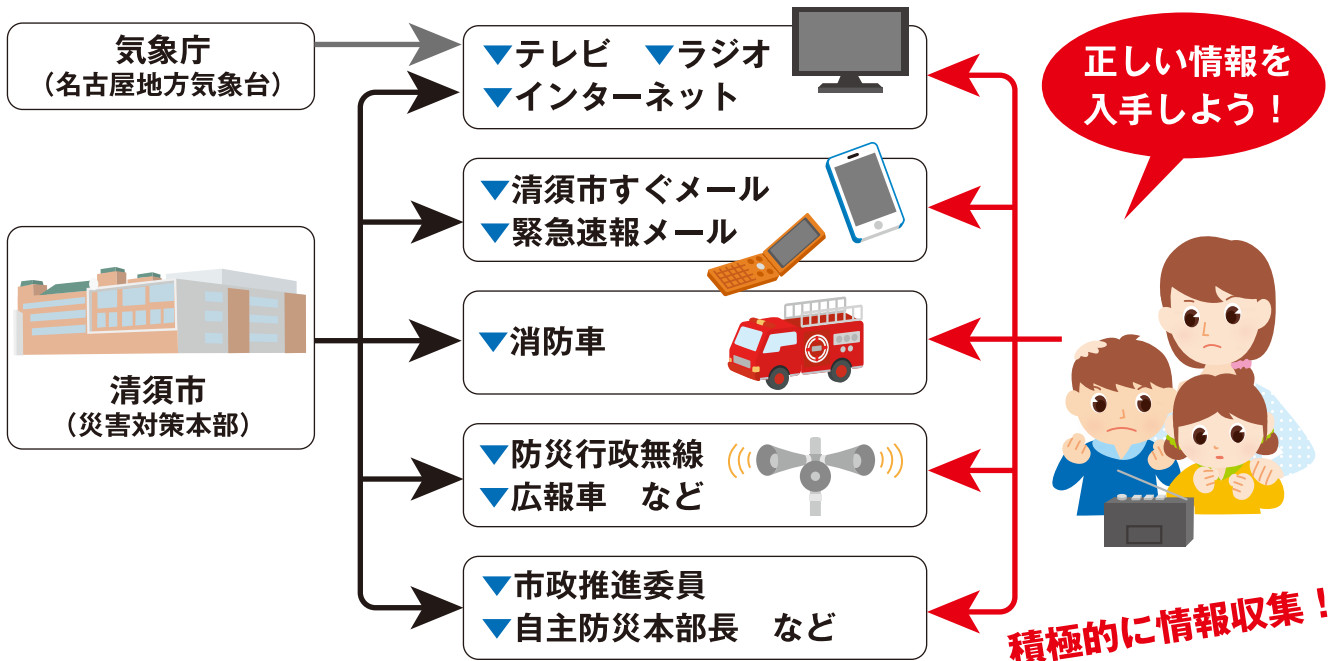 気象庁
（名古屋地方気象台）
清須市
（災害対策本部）
▼テレビ　▼ラジオ
▼インターネット
▼清須市すぐメール
▼緊急速報メール
▼消防車
▼防災行政無線
▼広報車　など
▼市政推進委員
▼自主防災本部長　など
正しい情報を
入手しよう！
積極的に情報収集！